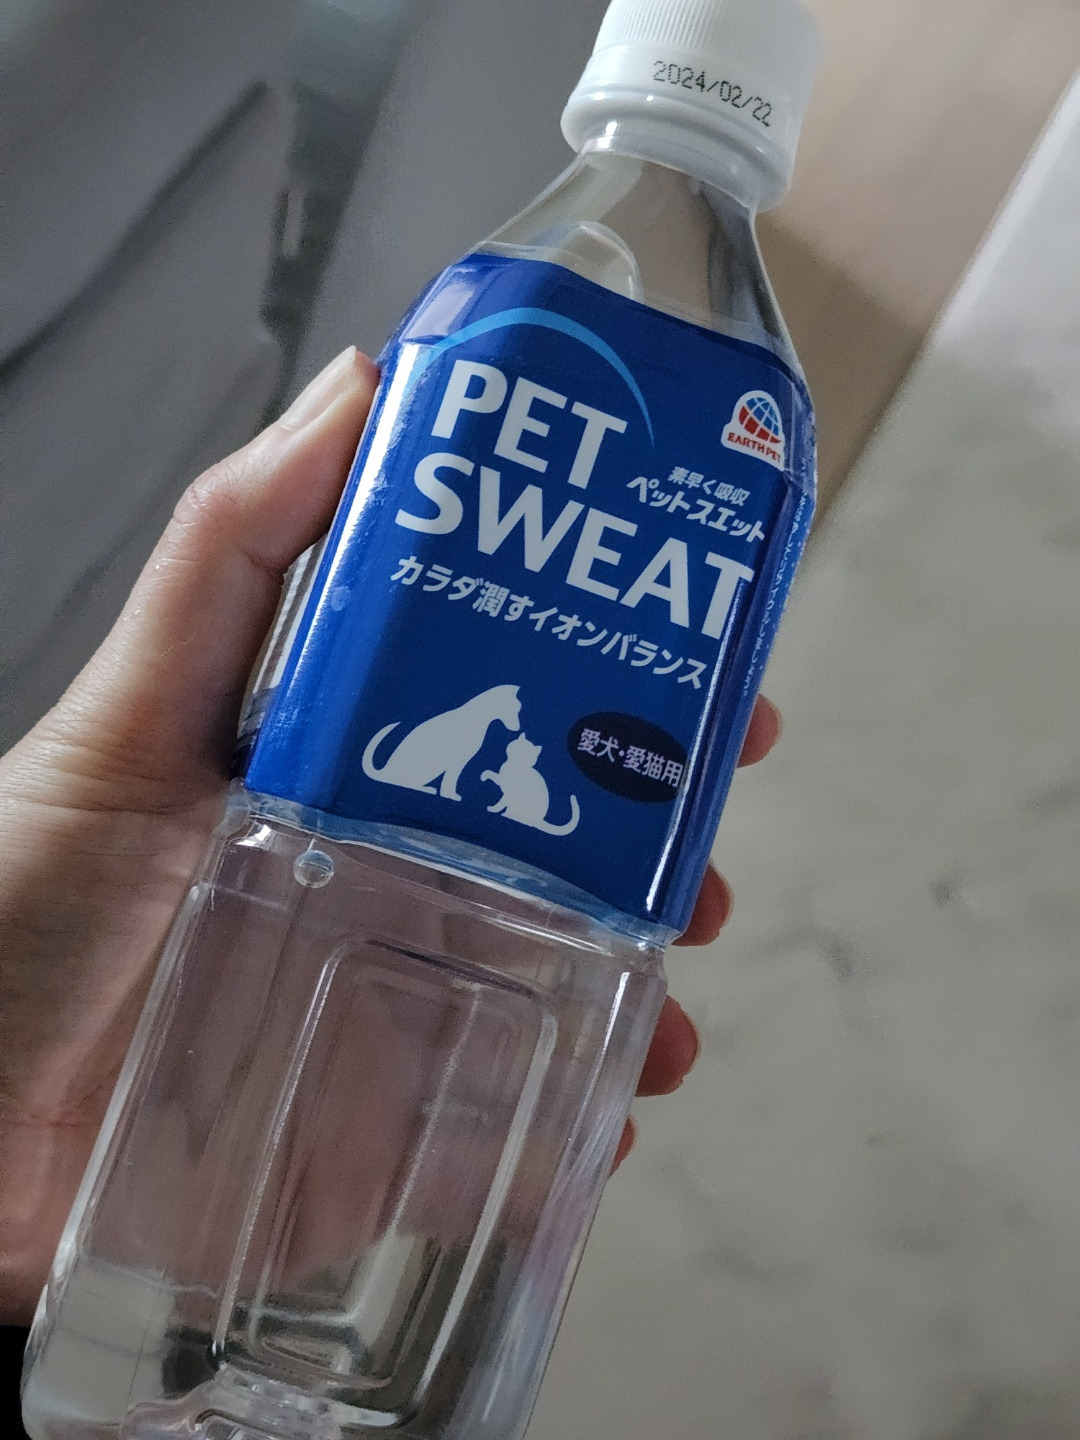 2024/02/22
PET
SWEAT
EARTH PET
素早く吸収
ペットスエット
カラダ潤すイオンバランス
愛犬・愛猫用